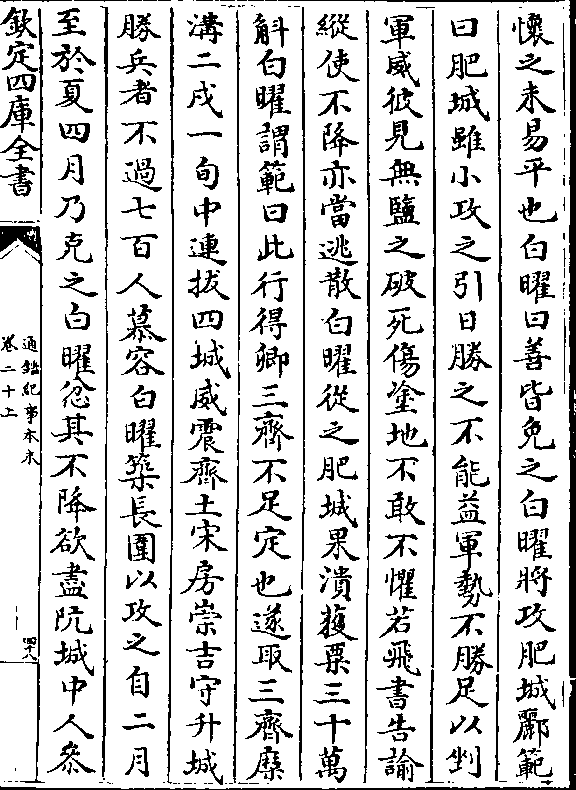 懷之未易平也白曜曰善皆免之白曜將攻肥城酈範
曰肥城雖小攻之引日勝之不能益軍勢不勝足以剉
軍威彼見無鹽之破死傷塗地不敢不懼若飛書告諭
縱使不降亦當逃散白曜從之肥城果潰獲粟三十萬
斛白曜謂範曰此行得卿三齊不足定也遂取三齊糜
溝二戍一旬中連拔四城威震齊土宋房崇吉守升城
勝兵者不過七百人慕容白曜築長圍以攻之自二月
至於夏四月乃克之白曜忿其不降欲盡阬城中人叅
欽定四庫全書
通鑑紀事本末
卷二十上
四十八